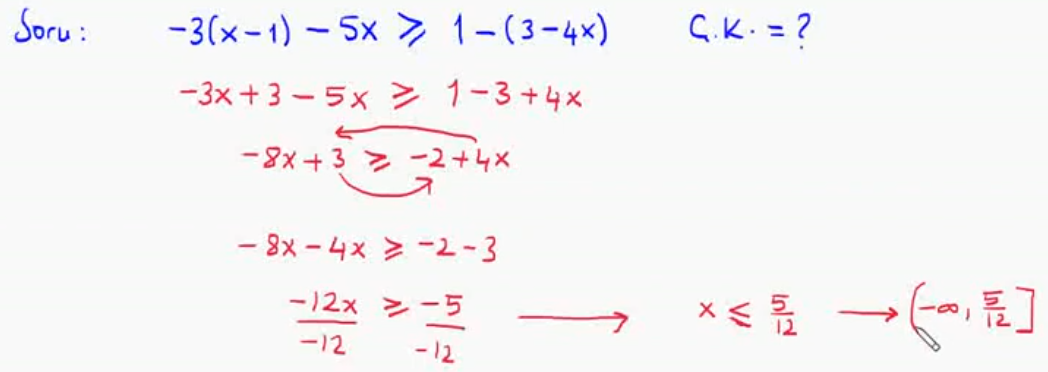 Soru: -3(x-1) - 5x ⩾ 1-(3-4x) Ç.K. = ?
-3x+3-5x ⩾ 1-3+4x
-8x+3 ⩾ -2+4x
-8x-4x ⩾ -2-3
-12x/-12 ⩾ -5/-12 → x ⩽ 5/12 → (-∞, 5/12]